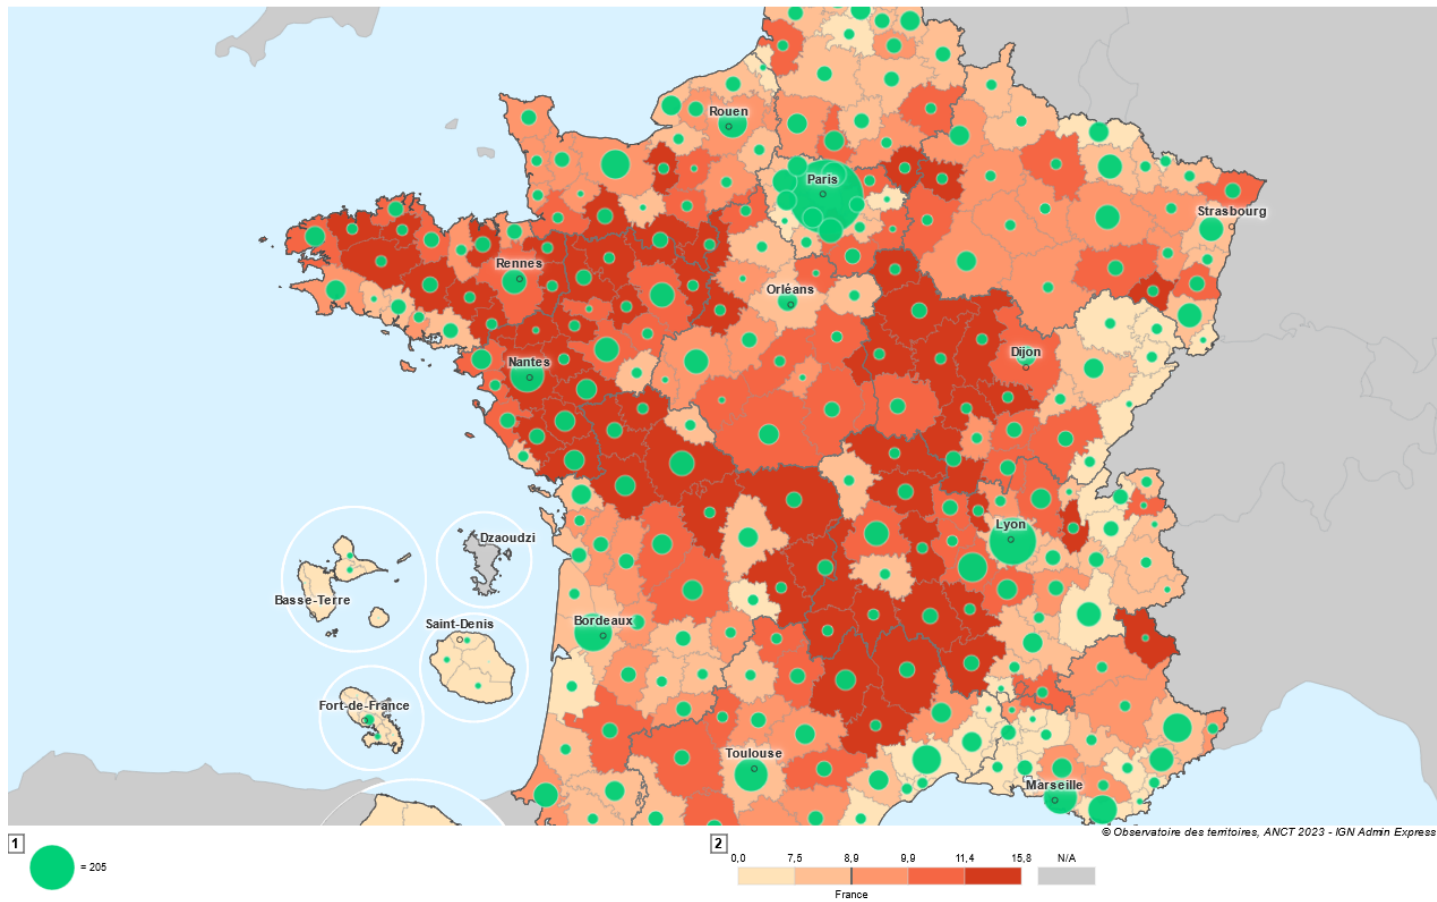 Rouen
Paris
Strasbourg
Rennes
Orléans
Dijon
Nantes
Lyon
Dzaoudzi
Basse-Terre
Saint-Denis
Bordeaux
Fort-de-France
Toulouse
Marseille
© Observatoire des territoires, ANCT 2023 - IGN Admin Express
1
= 205
2
0,0 7,5 8,9 9,9 11,4 15,8 N/A
France